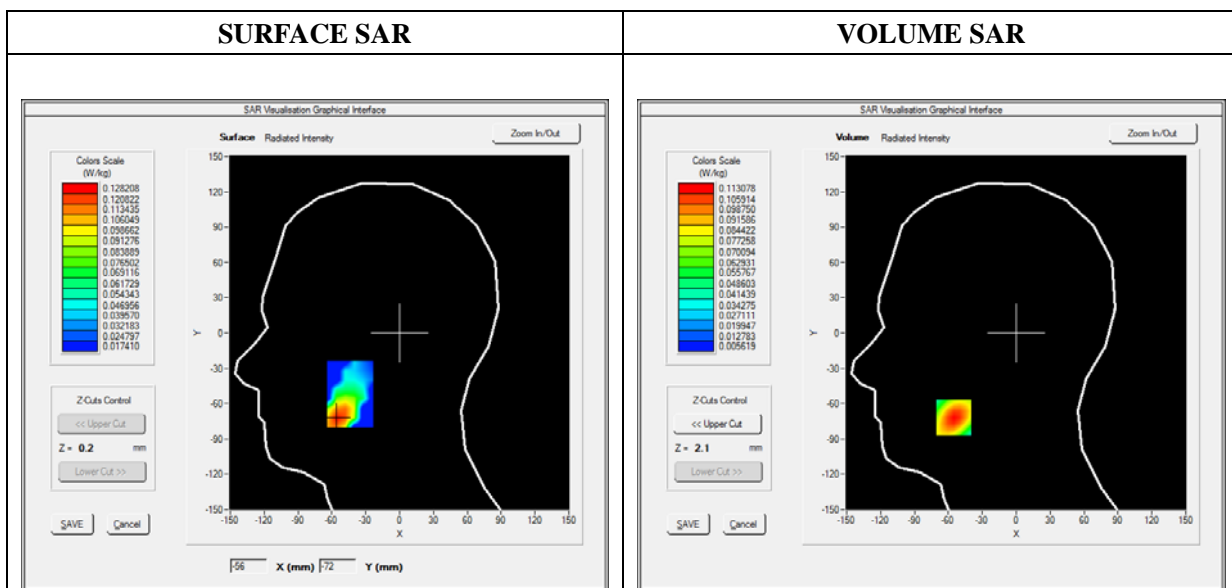 SURFACE SAR
VOLUME SAR
SAR Visualisation Graphical Interface
Surface Radiated Intensity
Zoom In/Out
Colors Scale
(W/kg)
0.128208
0.120822
0.113435
0.106049
0.098662
0.091276
0.083889
0.076502
0.069116
0.061729
0.054343
0.046956
0.039570
0.032183
0.024797
0.017410
Z-Cuts Control
<< Upper Cut
Z = 0.2 mm
Lower Cut >>
SAVE Cancel
150
120
90
60
30
0
-30
-60
-90
-120
-150
Y
-150 -120 -90 -60 -30 0 30 60 90 120 150
X
-56 X (mm) -72 Y (mm)
SAR Visualisation Graphical Interface
Volume Radiated Intensity
Zoom In/Out
Colors Scale
(W/kg)
0.113078
0.105914
0.098750
0.091586
0.084422
0.077258
0.070094
0.062931
0.055767
0.048603
0.041439
0.034275
0.027111
0.019947
0.012783
0.005619
Z-Cuts Control
<< Upper Cut
Z = 2.1 mm
Lower Cut >>
SAVE Cancel
150
120
90
60
30
0
-30
-60
-90
-120
-150
Y
-150 -120 -90 -60 -30 0 30 60 90 120 150
X